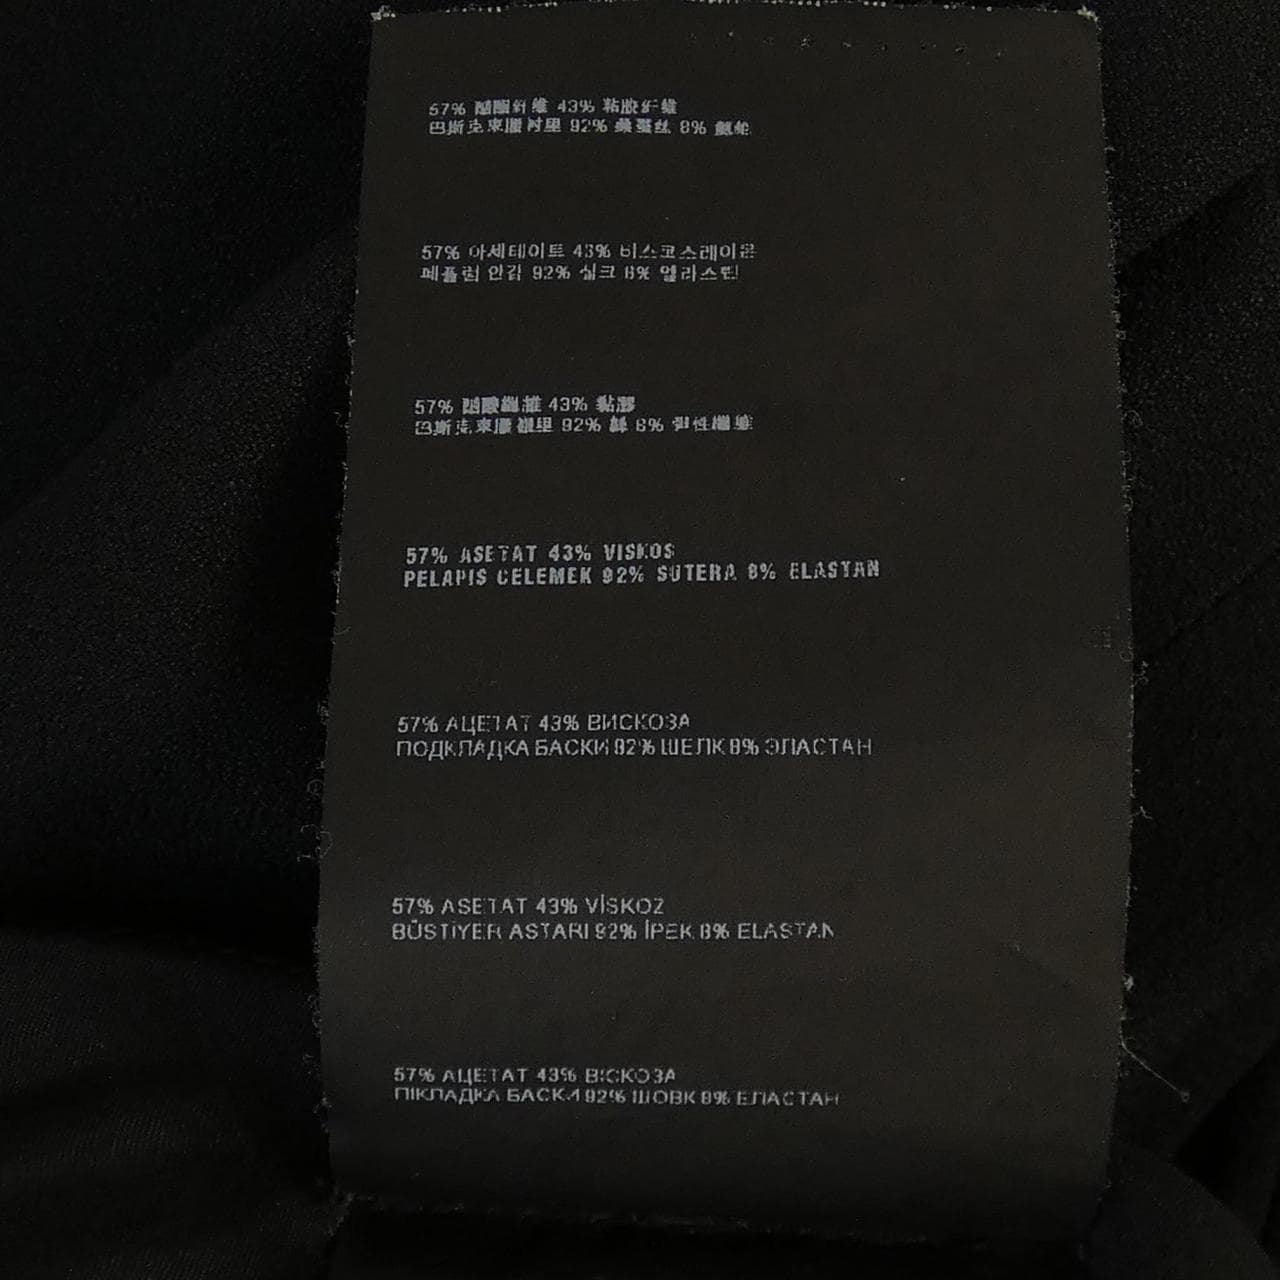 57% 醋酸纤维 43% 粘胶纤维
巴斯克束腰衬里 92% 桑蚕丝 8% 氨纶
57% 아세테이트 43% 비스코스레이온
페플럼 안감 92% 실크 8% 엘라스틴
57% 醋酸纖維 43% 黏膠
巴斯克束腰襯里 92% 絲 8% 彈性纖維
57% ASETAT 43% VISKOS
PELAPIS CELEMEK 92% SUTERA 8% ELASTAN
57% АЦЕТАТ 43% ВИСКОЗА
ПОДКЛАДКА БАСКИ 92% ШЕЛК 8% ЭЛАСТАН
57% ASETAT 43% VİSKOZ
BÜSTİYER ASTARI 92% İPEK 8% ELASTAN
57% АЦЕТАТ 43% ВІСКОЗА
ПІКЛАДКА БАСКИ 92% ШОВК 8% ЕЛАСТАН